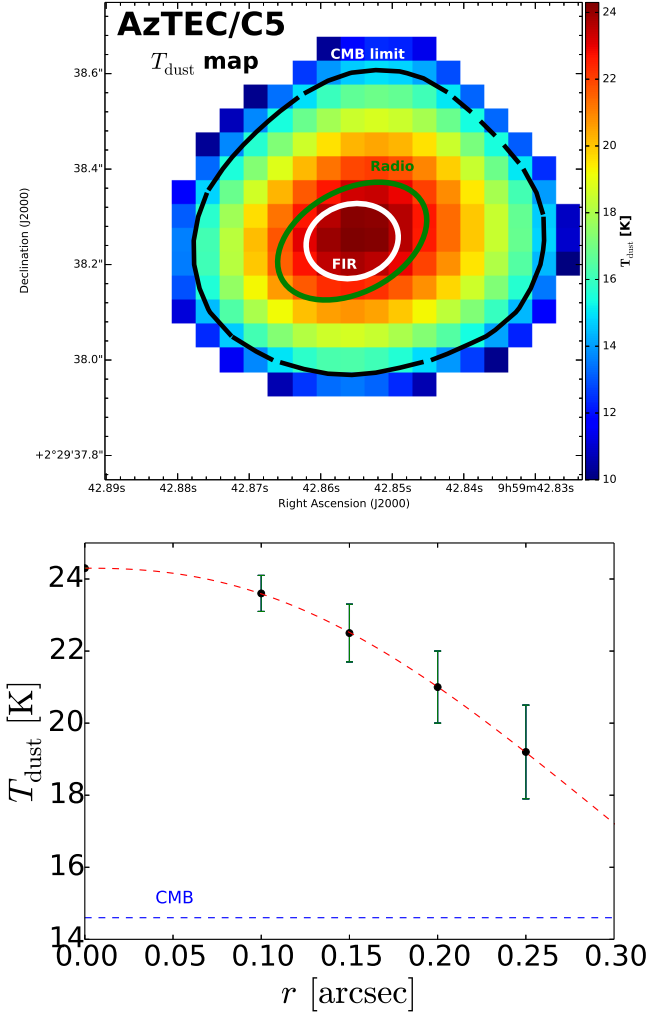 AzTEC/C5
T_dust map
CMB limit
Radio
FIR
38.6"
38.4"
38.2"
38.0"
+2°29'37.8"
Declination (J2000)
42.89s 42.88s 42.87s 42.86s 42.85s 42.84s 9h59m42.83s
Right Ascension (J2000)
24
22
20
18
16
14
12
10
T_dust [K]
24
22
20
18
16
14
T_dust [K]
CMB
0.00 0.05 0.10 0.15 0.20 0.25 0.30
r [arcsec]